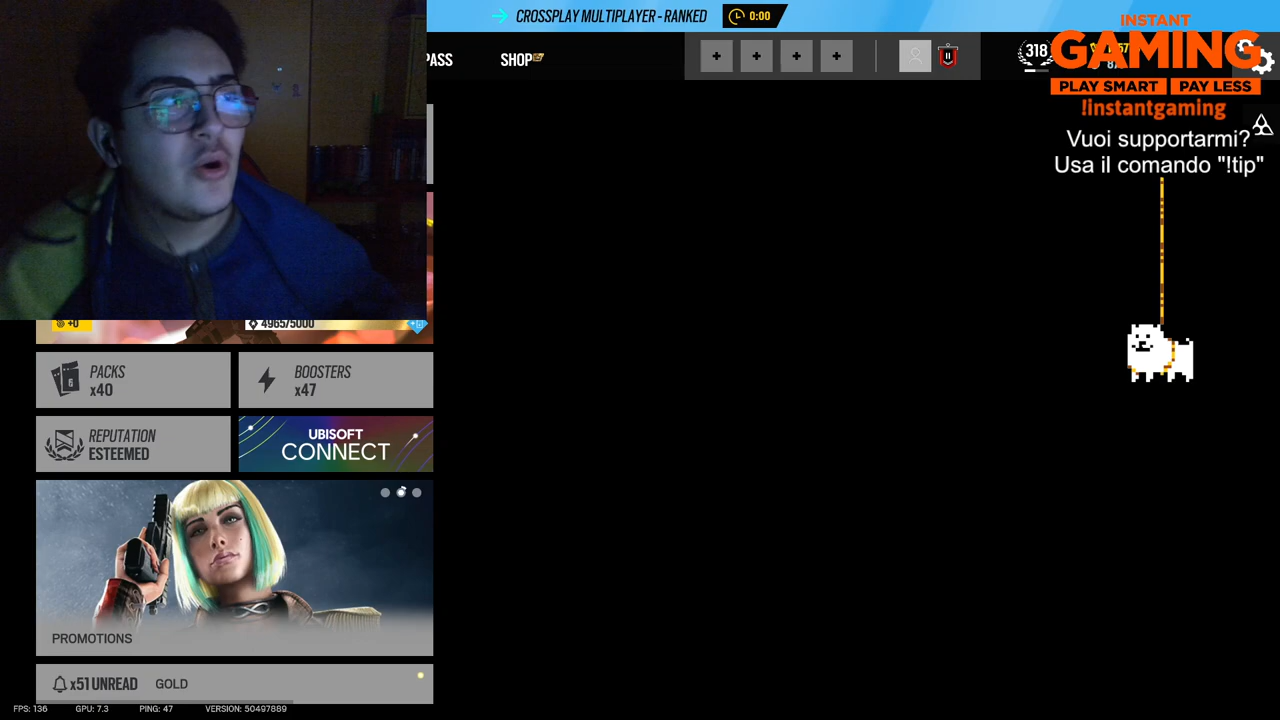 CROSSPLAY MULTIPLAYER - RANKED
0:00
PASS
SHOP
318
INSTANT
GAMING
PLAY SMART
PAY LESS
!instantgaming
Vuoi supportarmi?
Usa il comando "!tip"
+0
4965/5000
PACKS
x40
BOOSTERS
x47
REPUTATION
ESTEEMED
UBISOFT
CONNECT
PROMOTIONS
x51 UNREAD
GOLD
FPS: 136
GPU: 7.3
PING: 47
VERSION: 50497889